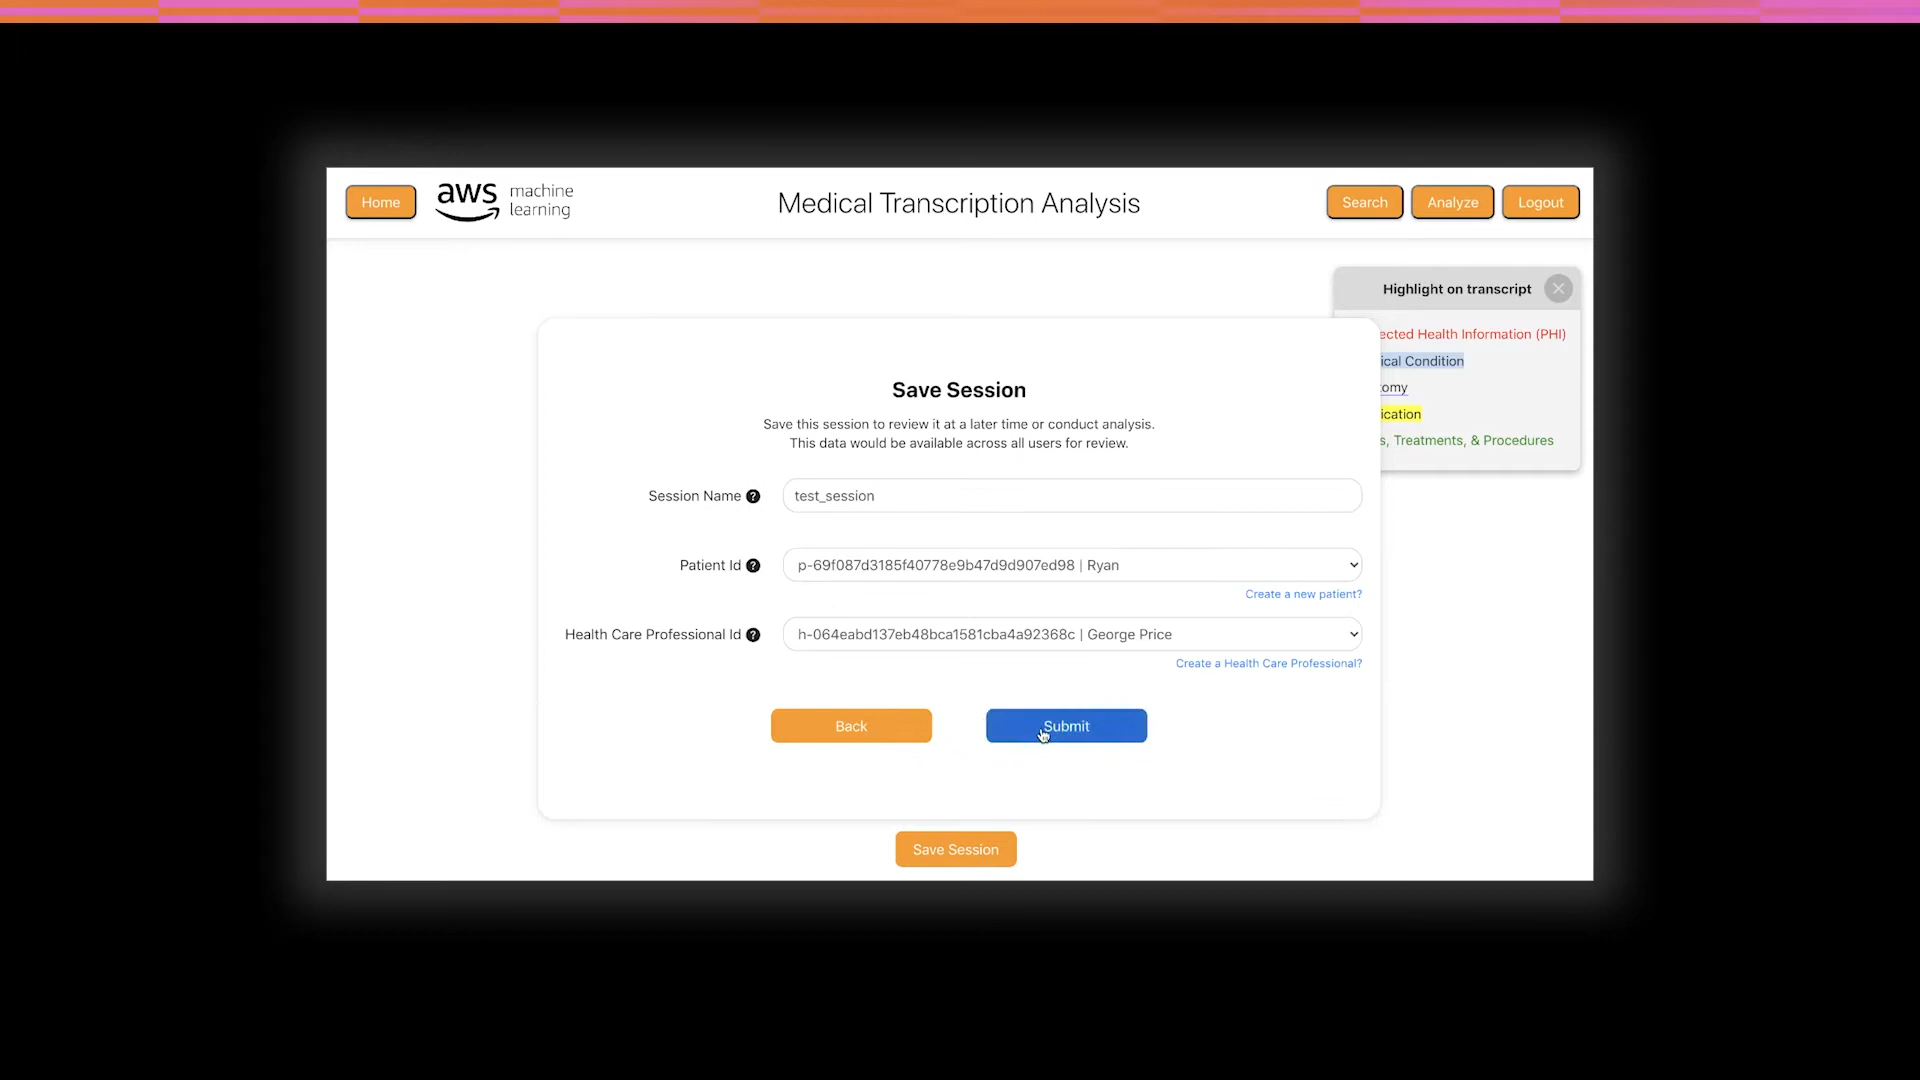 Home
aws machine learning
Medical Transcription Analysis
Search
Analyze
Logout
Highlight on transcript
ected Health Information (PHI)
ical Condition
omy
ication
s, Treatments, & Procedures
Save Session
Save this session to review it at a later time or conduct analysis.
This data would be available across all users for review.
Session Name ?
test_session
Patient Id ?
p-69f087d3185f40778e9b47d9d907ed98 | Ryan
Create a new patient?
Health Care Professional Id ?
h-064eabd137eb48bca1581cba4a92368c | George Price
Create a Health Care Professional?
Back
Submit
Save Session